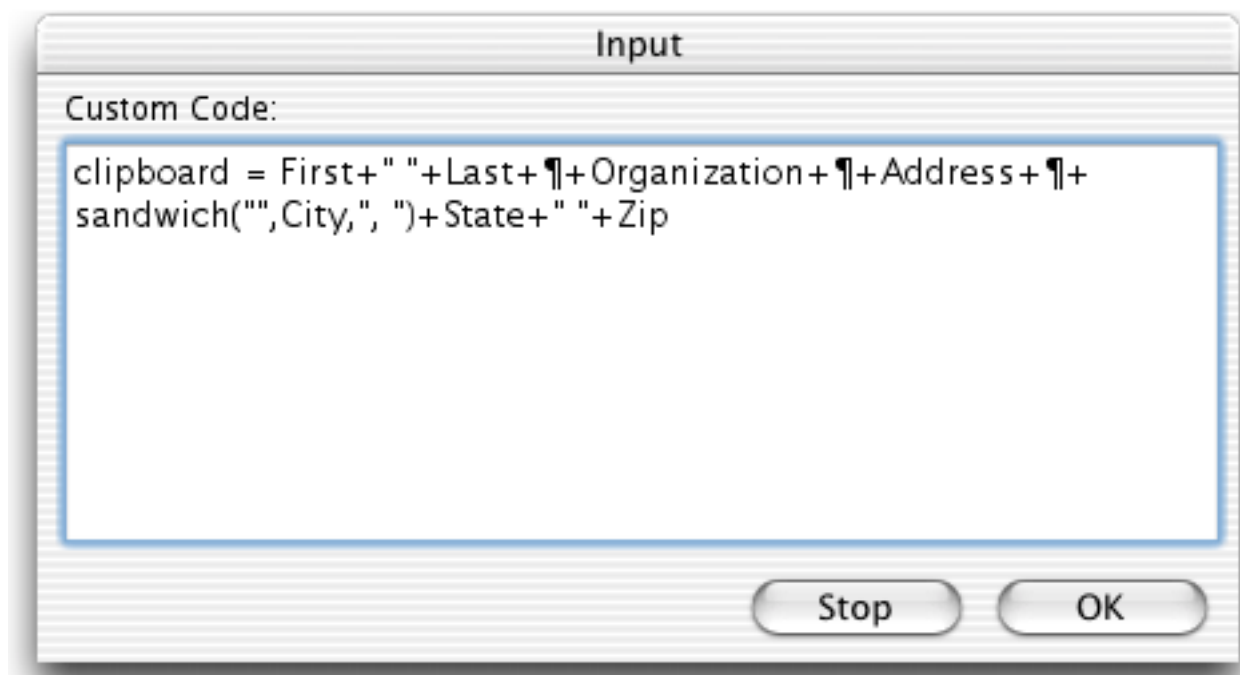 Input
Custom Code:
clipboard = First+" "+Last+¶+Organization+¶+Address+¶+
sandwich("",City,", ")+State+" "+Zip
Stop
OK